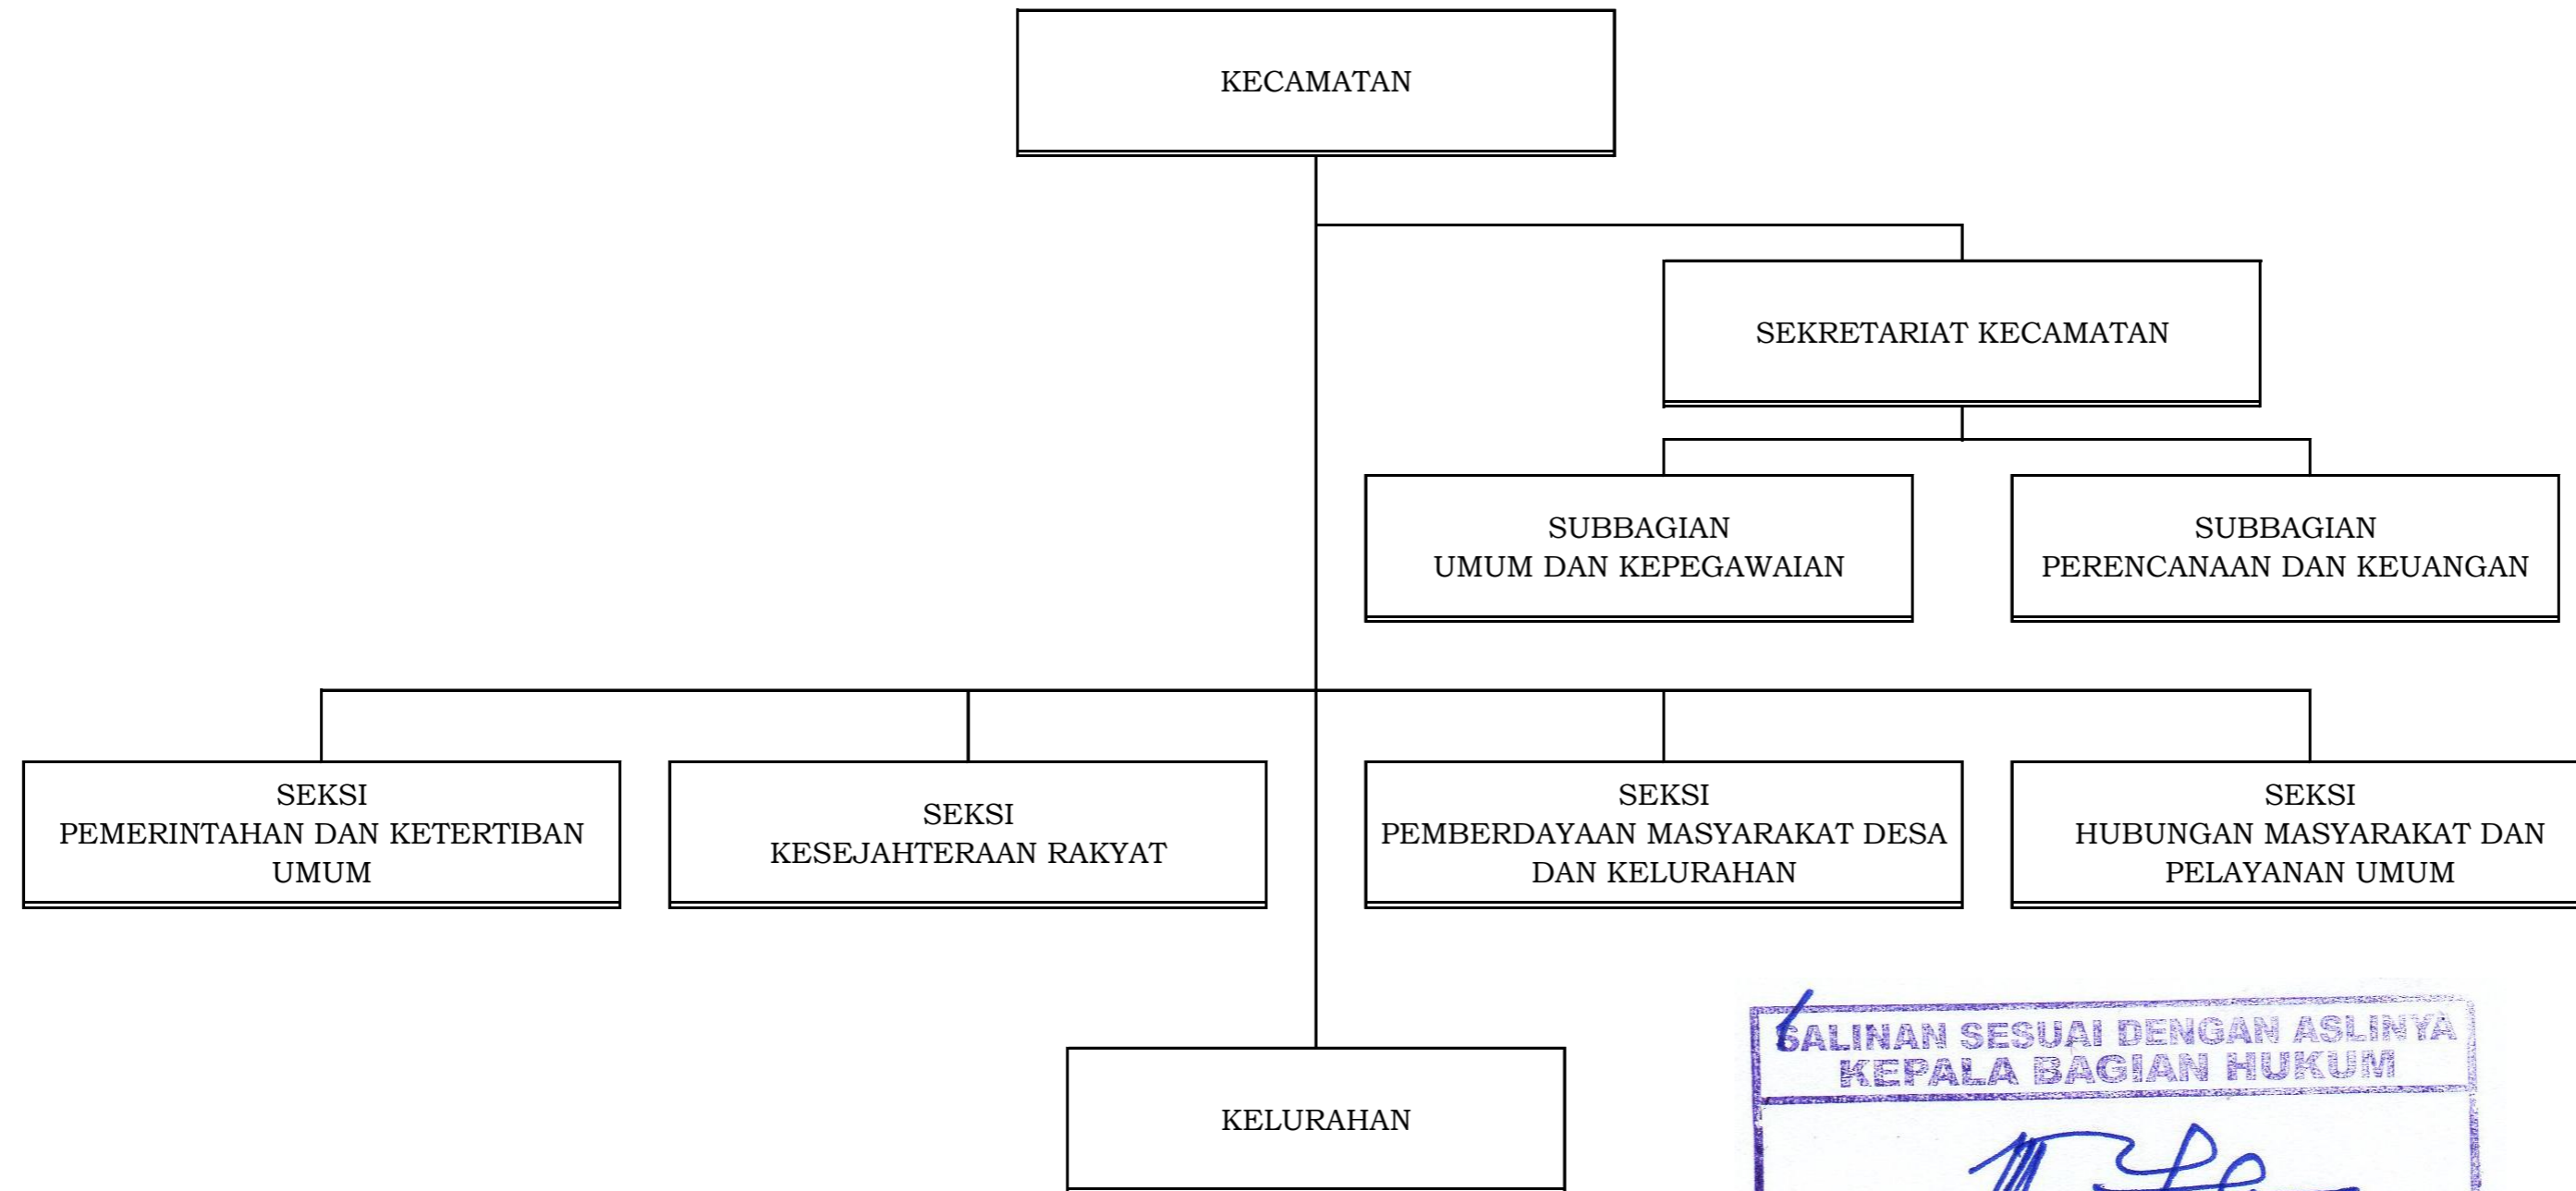 KECAMATAN
SEKRETARIAT KECAMATAN
SUBBAGIAN
UMUM DAN KEPEGAWAIAN
SUBBAGIAN
PERENCANAAN DAN KEUANGAN
SEKSI
PEMERINTAHAN DAN KETERTIBAN
UMUM
SEKSI
KESEJAHTERAAN RAKYAT
SEKSI
PEMBERDAYAAN MASYARAKAT DESA
DAN KELURAHAN
SEKSI
HUBUNGAN MASYARAKAT DAN
PELAYANAN UMUM
KELURAHAN
SALINAN SESUAI DENGAN ASLINYA
KEPALA BAGIAN HUKUM